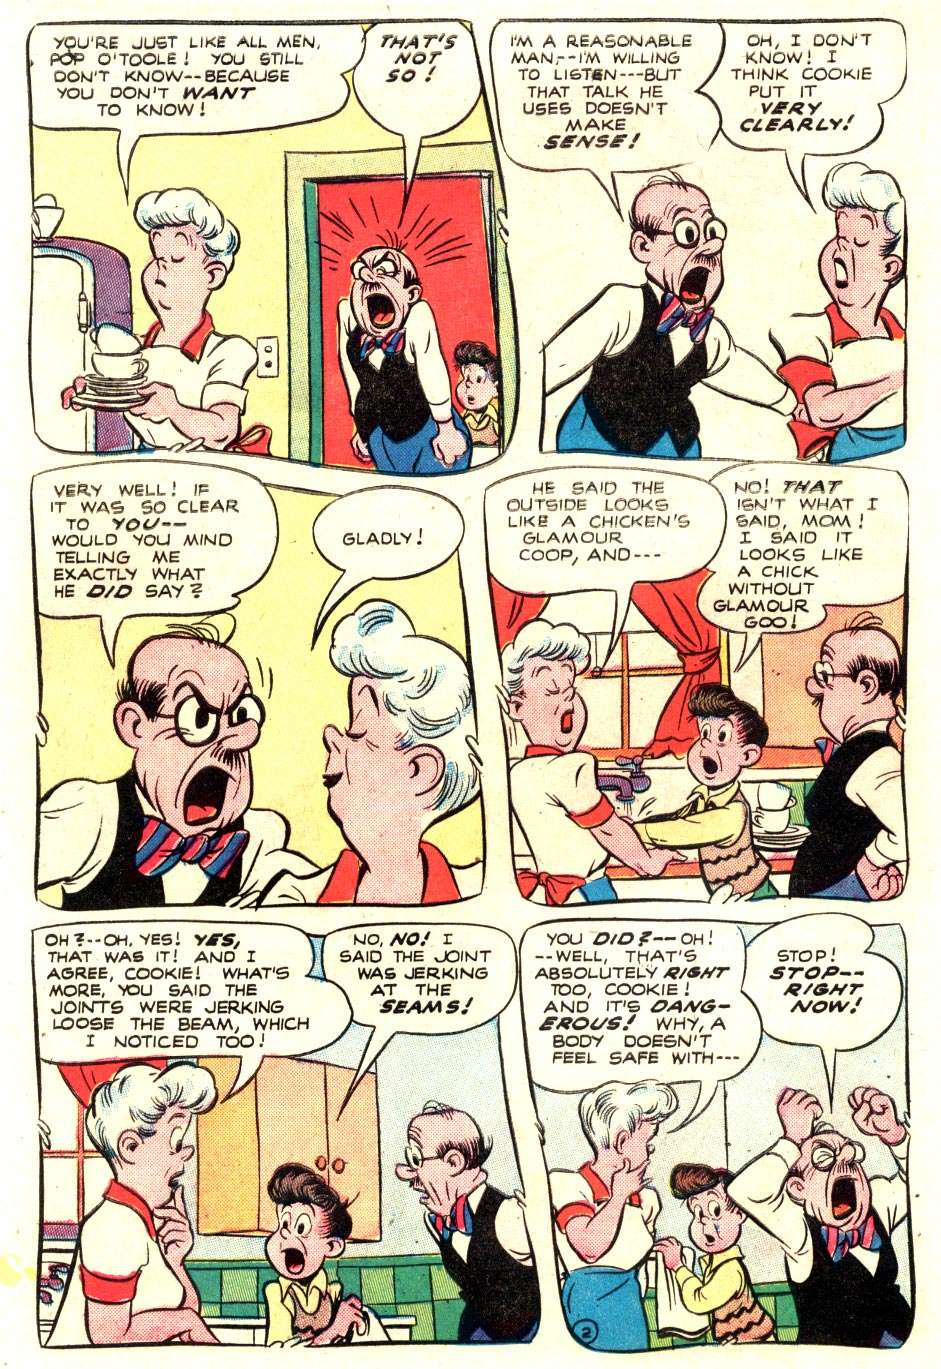 YOU'RE JUST LIKE ALL MEN,
POP O'TOOLE! YOU STILL
DON'T KNOW--BECAUSE
YOU DON'T WANT
TO KNOW!
THAT'S
NOT
SO!
I'M A REASONABLE
MAN,--I'M WILLING
TO LISTEN---BUT
THAT TALK HE
USES DOESN'T
MAKE
SENSE!
OH, I DON'T
KNOW! I
THINK COOKIE
PUT IT
VERY
CLEARLY!
VERY WELL! IF
IT WAS SO CLEAR
TO YOU--
WOULD YOU MIND
TELLING ME
EXACTLY WHAT
HE DID SAY?
GLADLY!
HE SAID THE
OUTSIDE LOOKS
LIKE A CHICKEN'S
GLAMOUR
COOP, AND---
NO! THAT
ISN'T WHAT I
SAID, MOM!
I SAID IT
LOOKS LIKE
A CHICK
WITHOUT
GLAMOUR
GOO!
OH?--OH, YES! YES,
THAT WAS IT! AND I
AGREE, COOKIE! WHAT'S
MORE, YOU SAID THE
JOINTS WERE JERKING
LOOSE THE BEAM, WHICH
I NOTICED TOO!
NO, NO! I
SAID THE JOINT
WAS JERKING
AT THE
SEAMS!
YOU DID?--OH!
--WELL, THAT'S
ABSOLUTELY RIGHT
TOO, COOKIE!
AND IT'S DANG-
EROUS! WHY, A
BODY DOESN'T
FEEL SAFE WITH---
STOP!
STOP--
RIGHT
NOW!
2